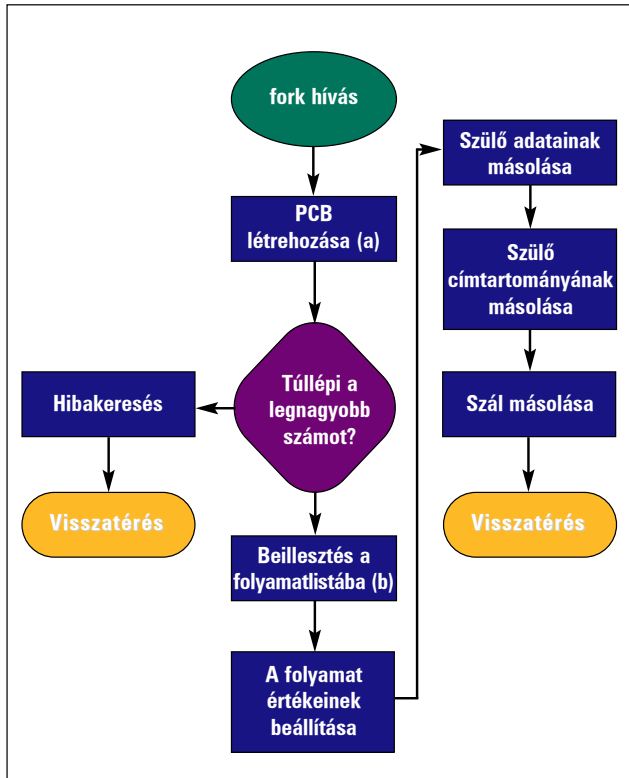 fork hívás
PCB
létrehozása (a)
Túllépi a
legnagyobb
számot?
Hibakeresés
Visszatérés
Beillesztés a
folyamatlistába (b)
A folyamat
értékeinek
beállítása
Szülő adatainak
másolása
Szülő
címtartományának
másolása
Szál másolása
Visszatérés